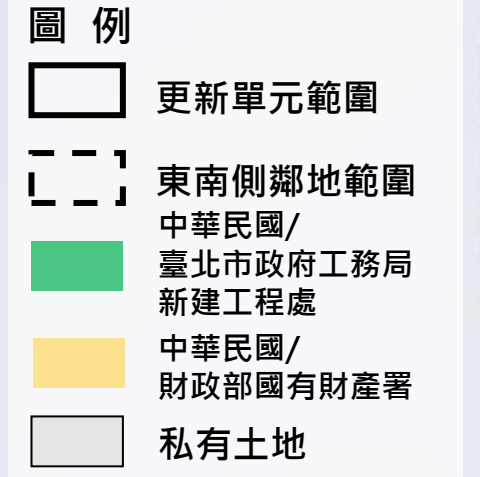 圖 例
更新單元範圍
東南側鄰地範圍
中華民國/
臺北市政府工務局
新建工程處
中華民國/
財政部國有財產署
私有土地